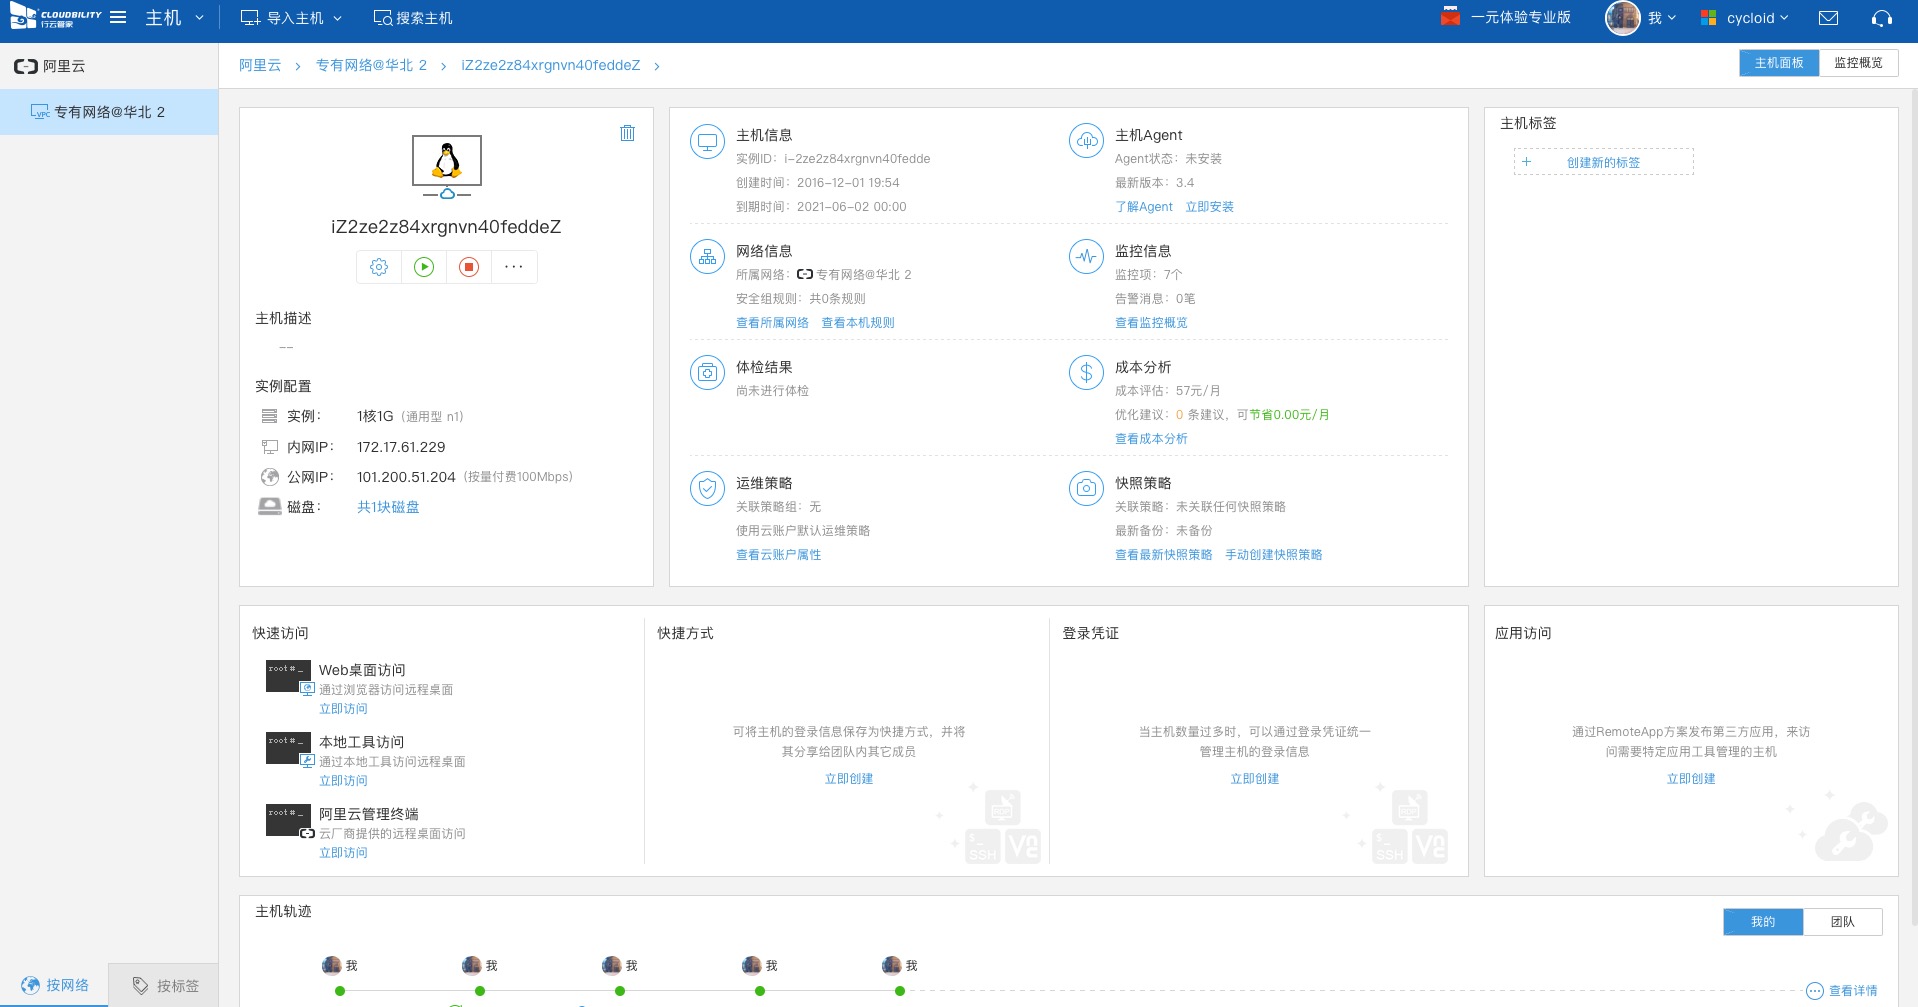 CLOUDBILITY
行云管家
主机
导入主机
搜索主机
一元体验专业版
我
cycloid
阿里云
专有网络@华北 2
阿里云 › 专有网络@华北 2 › iZ2ze2z84xrgnvn40feddeZ ›
主机面板
监控概览
iZ2ze2z84xrgnvn40feddeZ
···
主机描述
--
实例配置
实例： 1核1G（通用型 n1）
内网IP： 172.17.61.229
公网IP： 101.200.51.204（按量付费100Mbps）
磁盘： 共1块磁盘
主机信息
实例ID：i-2ze2z84xrgnvn40fedde
创建时间：2016-12-01 19:54
到期时间：2021-06-02 00:00
主机Agent
Agent状态：未安装
最新版本：3.4
了解Agent 立即安装
网络信息
所属网络：专有网络@华北 2
安全组规则：共0条规则
查看所属网络 查看本机规则
监控信息
监控项：7个
告警消息：0笔
查看监控概览
体检结果
尚未进行体检
成本分析
成本评估：57元/月
优化建议：0 条建议，可节省0.00元/月
查看成本分析
运维策略
关联策略组：无
使用云账户默认运维策略
查看云账户属性
快照策略
关联策略：未关联任何快照策略
最新备份：未备份
查看最新快照策略 手动创建快照策略
主机标签
+ 创建新的标签
快速访问
root#_
Web桌面访问
通过浏览器访问远程桌面
立即访问
root#_
本地工具访问
通过本地工具访问远程桌面
立即访问
root#_
阿里云管理终端
云厂商提供的远程桌面访问
立即访问
快捷方式
可将主机的登录信息保存为快捷方式，并将
其分享给团队内其它成员
立即创建
RDP
SSH
VNC
登录凭证
当主机数量过多时，可以通过登录凭证统一
管理主机的登录信息
立即创建
RDP
SSH
VNC
应用访问
通过RemoteApp方案发布第三方应用，来访
问需要特定应用工具管理的主机
立即创建
主机轨迹
我的
团队
我
我
我
我
我
查看详情
按网络
按标签